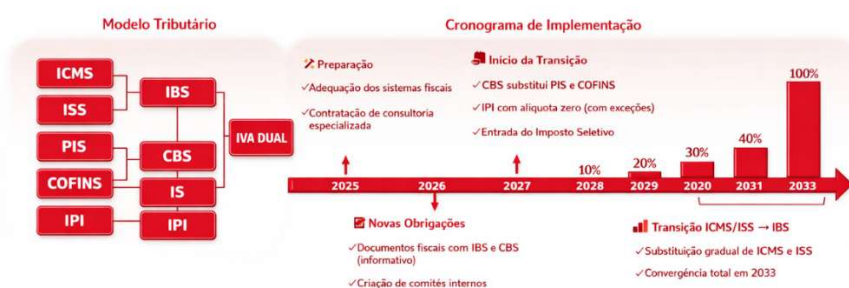 Modelo Tributário
ICMS
ISS
PIS
COFINS
IPI
IBS
CBS
IS
IPI
IVA DUAL
Cronograma de Implementação
Preparação
✓Adequação dos sistemas fiscais
✓Contratação de consultoria
especializada
Início da Transição
✓CBS substituí PIS e COFINS
✓IPI com aliquota zero (com exceções)
✓Entrada do Imposto Seletivo
10%
20%
30%
40%
100%
2025
2026
2027
2028
2029
2020
2031
2033
Novas Obrigações
✓Documentos fiscais com IBS e CBS
(informativo)
✓Criação de comités internos
Transição ICMS/ISS → IBS
✓Substituição gradual de ICMS e ISS
✓Convergência total em 2033